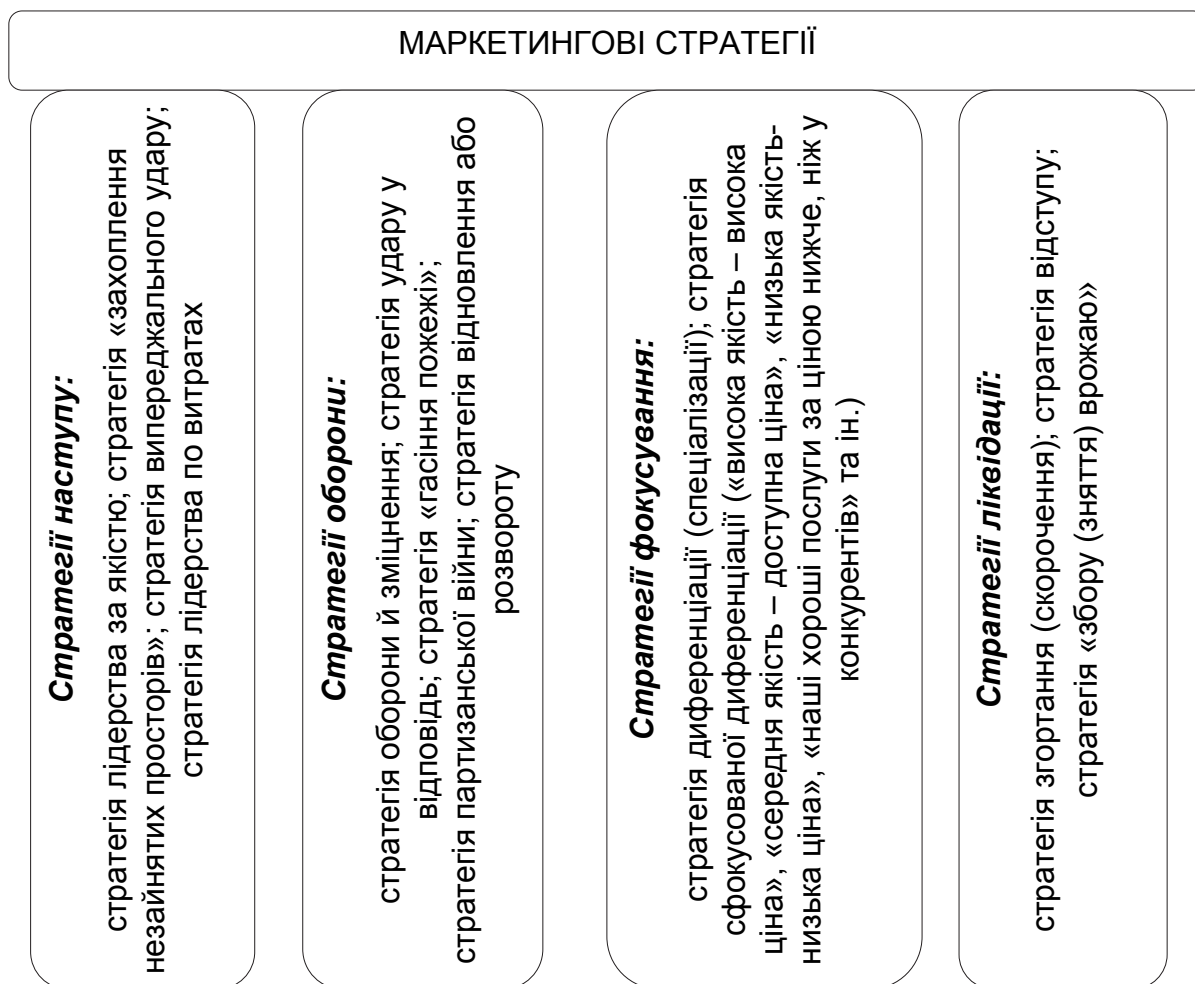 МАРКЕТИНГОВІ СТРАТЕГІЇ
Стратегії наступу:
стратегія лідерства за якістю; стратегія «захоплення
незайнятих просторів»; стратегія випереджального удару;
стратегія лідерства по витратах
Стратегії оборони:
стратегія оборони й зміцнення; стратегія удару у
відповідь; стратегія «гасіння пожежі»;
стратегія партизанської війни; стратегія відновлення або
розвороту
Стратегії фокусування:
стратегія диференціації (спеціалізації); стратегія
сфокусованої диференціації («висока якість – висока
ціна», «середня якість – доступна ціна», «низька якість-
низька ціна», «наші хороші послуги за ціною нижче, ніж у
конкурентів» та ін.)
Стратегії ліквідації:
стратегія згортання (скорочення); стратегія відступу;
стратегія «збору (зняття) врожаю»